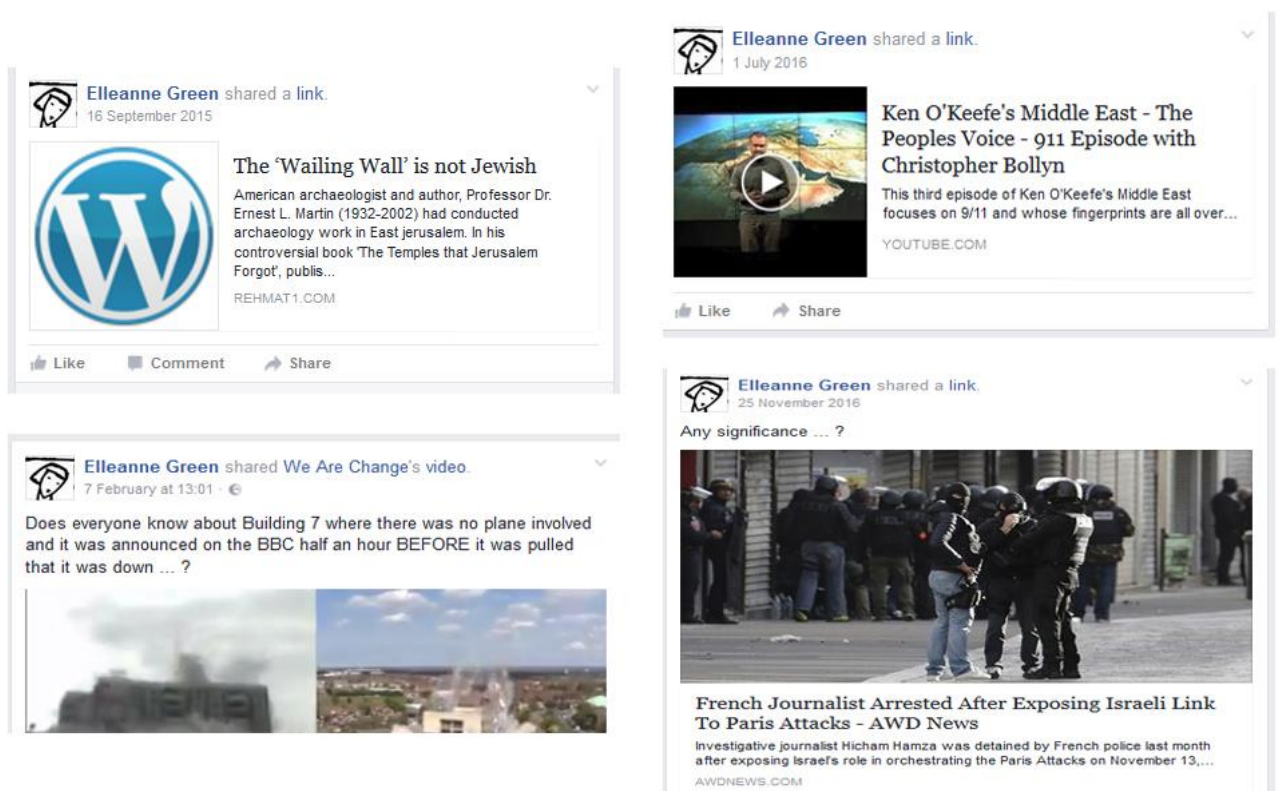 Elleanne Green shared a link.
16 September 2015
The 'Wailing Wall' is not Jewish
American archaeologist and author, Professor Dr.
Ernest L. Martin (1932-2002) had conducted
archaeology work in East jerusalem. In his
controversial book 'The Temples that Jerusalem
Forgot', publis...
REHMAT1.COM
Like Comment Share
Elleanne Green shared We Are Change's video.
7 February at 13:01 ·
Does everyone know about Building 7 where there was no plane involved
and it was announced on the BBC half an hour BEFORE it was pulled
that it was down ... ?
Elleanne Green shared a link.
1 July 2016
Ken O'Keefe's Middle East - The
Peoples Voice - 911 Episode with
Christopher Bollyn
This third episode of Ken O'Keefe's Middle East
focuses on 9/11 and whose fingerprints are all over...
YOUTUBE.COM
Like Share
Elleanne Green shared a link.
25 November 2016
Any significance ... ?
French Journalist Arrested After Exposing Israeli Link
To Paris Attacks - AWD News
Investigative journalist Hicham Hamza was detained by French police last month
after exposing Israel's role in orchestrating the Paris Attacks on November 13,...
AWDNEWS.COM